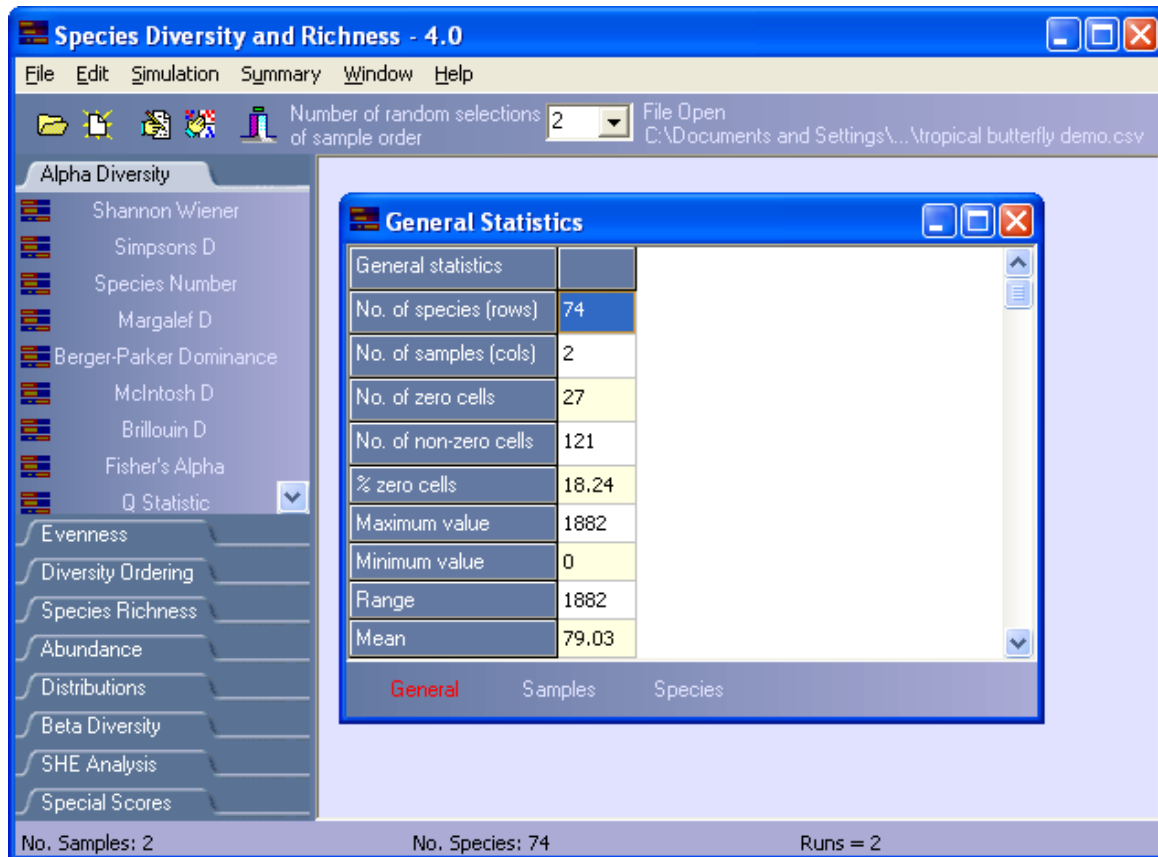 Species Diversity and Richness - 4.0
File Edit Simulation Summary Window Help
Number of random selections
of sample order
2
File Open
C:\Documents and Settings\...\tropical butterfly demo.csv
Alpha Diversity
Shannon Wiener
Simpsons D
Species Number
Margalef D
Berger-Parker Dominance
McIntosh D
Brillouin D
Fisher's Alpha
Q Statistic
Evenness
Diversity Ordering
Species Richness
Abundance
Distributions
Beta Diversity
SHE Analysis
Special Scores
General Statistics
General statistics
No. of species (rows) 74
No. of samples (cols) 2
No. of zero cells 27
No. of non-zero cells 121
% zero cells 18.24
Maximum value 1882
Minimum value 0
Range 1882
Mean 79.03
General Samples Species
No. Samples: 2 No. Species: 74 Runs = 2